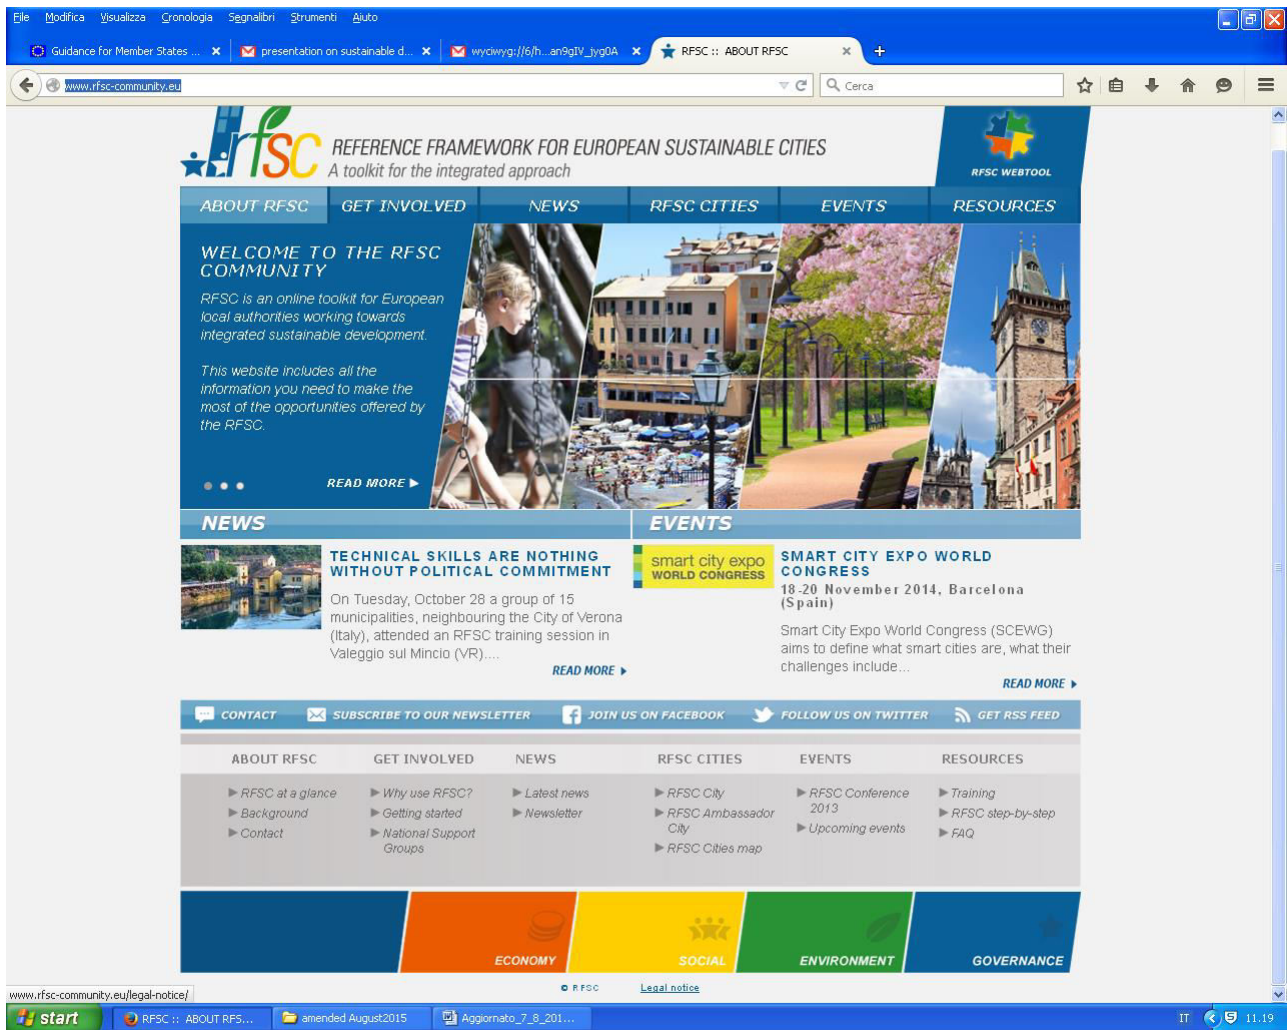 File Modifica Visualizza Cronologia Segnalibri Strumenti Aiuto
Guidance for Member States ... presentation on sustainable d... wyciwyg://6/h...an9gIV_jyg0A RFSC :: ABOUT RFSC
www.rfsc-community.eu Cerca
rfsc
REFERENCE FRAMEWORK FOR EUROPEAN SUSTAINABLE CITIES
A toolkit for the integrated approach
RFSC WEBTOOL
ABOUT RFSC GET INVOLVED NEWS RFSC CITIES EVENTS RESOURCES
WELCOME TO THE RFSC
COMMUNITY
RFSC is an online toolkit for European
local authorities working towards
integrated sustainable development.
This website includes all the
information you need to make the
most of the opportunities offered by
the RFSC.
READ MORE
NEWS
TECHNICAL SKILLS ARE NOTHING
WITHOUT POLITICAL COMMITMENT
On Tuesday, October 28 a group of 15
municipalities, neighbouring the City of Verona
(Italy), attended an RFSC training session in
Valeggio sul Mincio (VR)....
READ MORE
EVENTS
smart city expo
WORLD CONGRESS
SMART CITY EXPO WORLD
CONGRESS
18-20 November 2014, Barcelona
(Spain)
Smart City Expo World Congress (SCEWG)
aims to define what smart cities are, what their
challenges include...
READ MORE
CONTACT SUBSCRIBE TO OUR NEWSLETTER JOIN US ON FACEBOOK FOLLOW US ON TWITTER GET RSS FEED
ABOUT RFSC
RFSC at a glance
Background
Contact
GET INVOLVED
Why use RFSC?
Getting started
National Support
Groups
NEWS
Latest news
Newsletter
RFSC CITIES
RFSC City
RFSC Ambassador
City
RFSC Cities map
EVENTS
RFSC Conference
2013
Upcoming events
RESOURCES
Training
RFSC step-by-step
FAQ
ECONOMY SOCIAL ENVIRONMENT GOVERNANCE
© RFSC Legal notice
www.rfsc-community.eu/legal-notice/
start RFSC :: ABOUT RFS... amended August2015 Aggiornato_7_8_201... IT 11.19